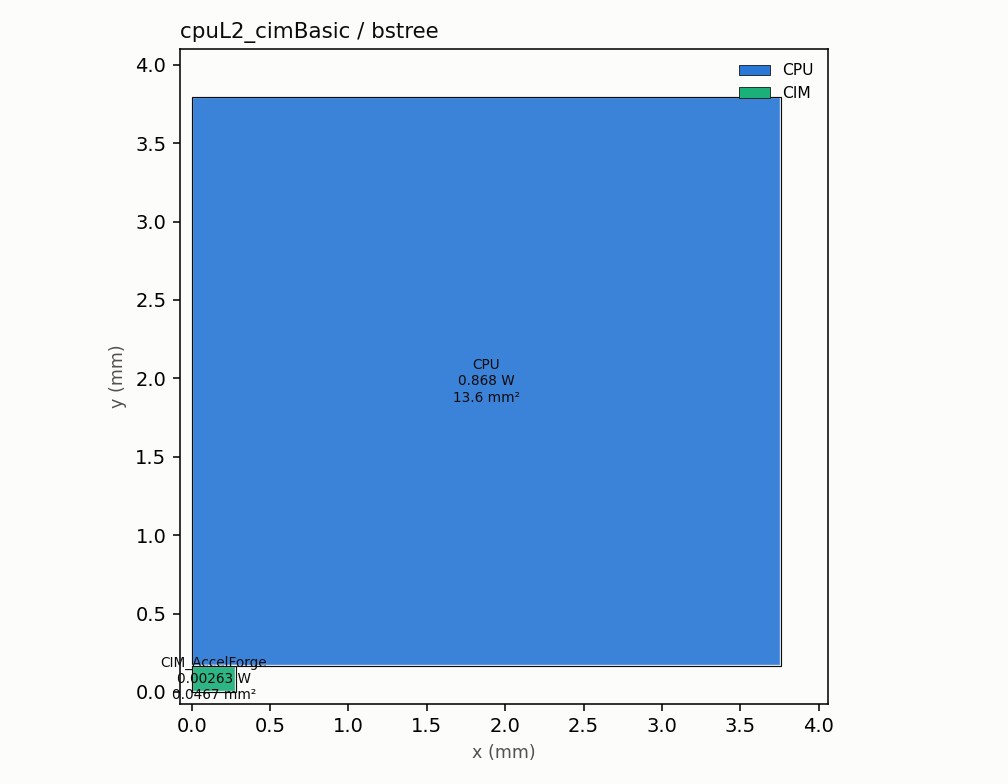 cpuL2_cimBasic / bstree
CPU
CIM
4.0
3.5
3.0
2.5
2.0
1.5
1.0
0.5
0.0
y (mm)
CPU
0.868 W
13.6 mm²
CIM_AccelForge
0.00263 W
0.0467 mm²
0.0 0.5 1.0 1.5 2.0 2.5 3.0 3.5 4.0
x (mm)